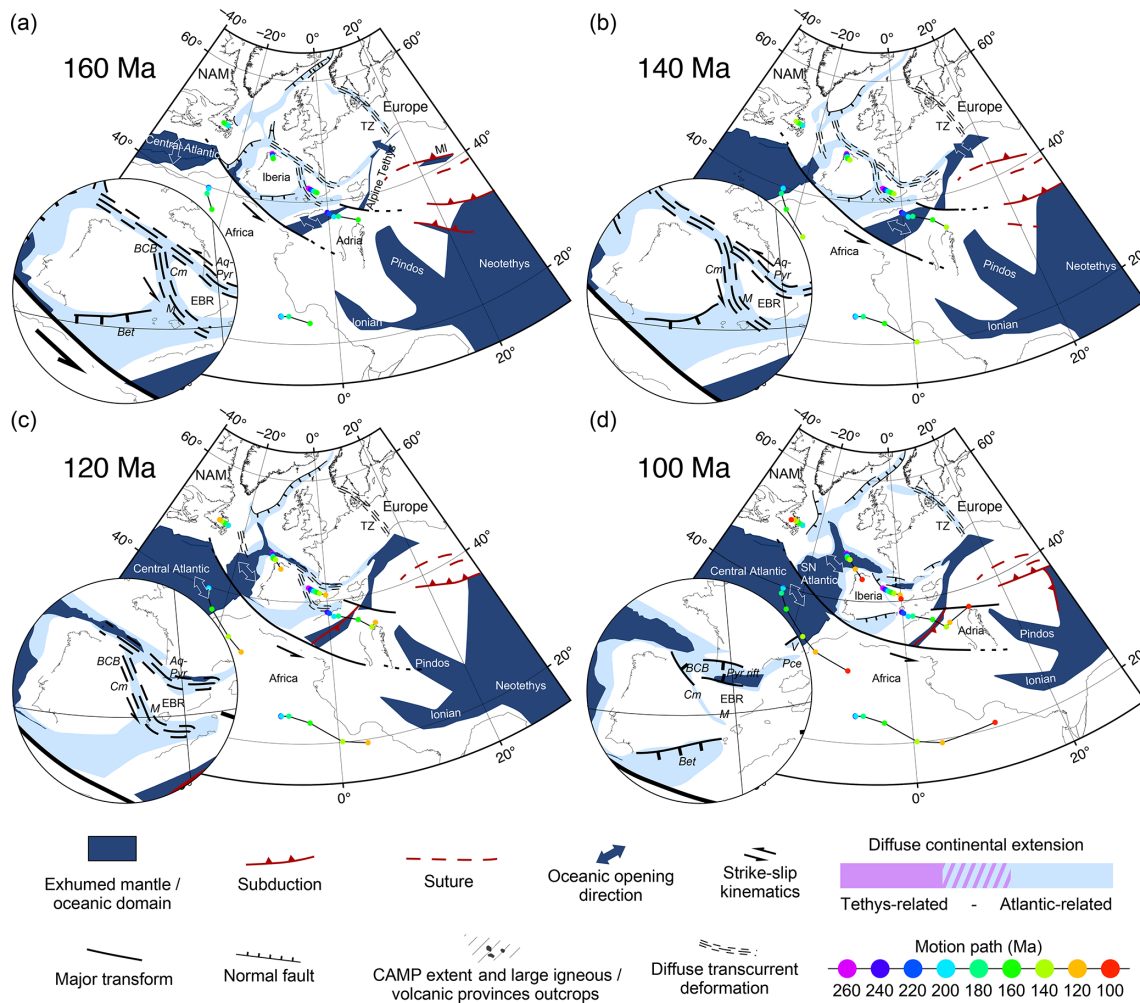 (a)
160 Ma
−40°
−20°
0°
20°
60°
NAM
Europe
TZ
40°
40°
Central Atlantic
MI
Iberia
Alpine Tethys
Africa
Adria
BCB
Cm
Aq-
Pyr
EBR
M
Bet
Pindos
Neotethys
Ionian
20°
20°
0°
(b)
140 Ma
−40°
−20°
0°
20°
60°
NAM
Europe
TZ
40°
40°
Iberia
Africa
Adria
Cm
Aq-
Pyr
EBR
M
Bet
Pindos
Neotethys
Ionian
20°
20°
0°
(c)
120 Ma
−40°
−20°
0°
20°
60°
NAM
Europe
TZ
40°
40°
Central Atlantic
BCB
Aq-
Pyr
Cm
EBR
M
Africa
Pindos
Neotethys
Ionian
20°
0°
(d)
100 Ma
−40°
−20°
0°
20°
60°
NAM
Europe
TZ
40°
40°
Central Atlantic
SN
Atlantic
Iberia
Adria
V
BCB
Pyr rift
Pce
Cm
EBR
M
Bet
Africa
Pindos
Ionian
20°
0°
Exhumed mantle /
oceanic domain
Subduction
Suture
Oceanic opening
direction
Strike-slip
kinematics
Diffuse continental extension
Tethys-related - Atlantic-related
Major transform
Normal fault
CAMP extent and large igneous /
volcanic provinces outcrops
Diffuse transcurrent
deformation
Motion path (Ma)
260 240 220 200 180 160 140 120 100